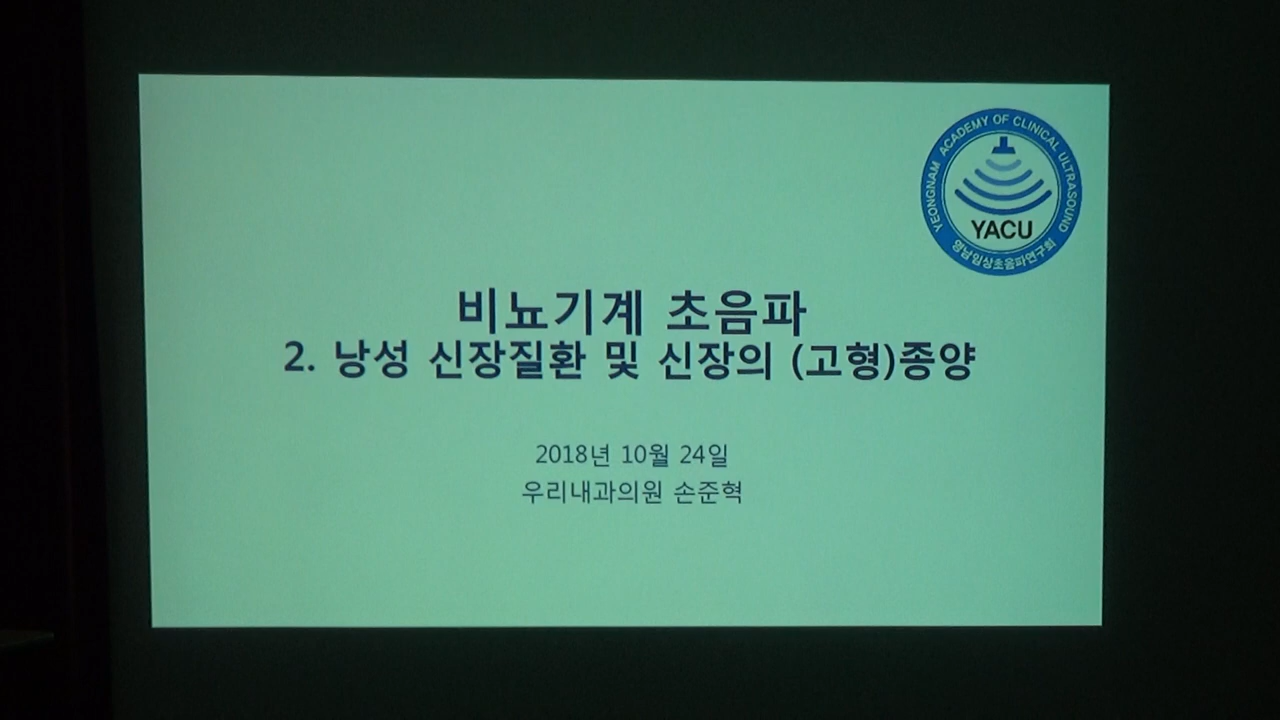 YEONGNAM ACADEMY OF CLINICAL ULTRASOUND
YACU
영남임상초음파연구회
비뇨기계 초음파
2. 낭성 신장질환 및 신장의 (고형)종양
2018년 10월 24일
우리내과의원 손준혁